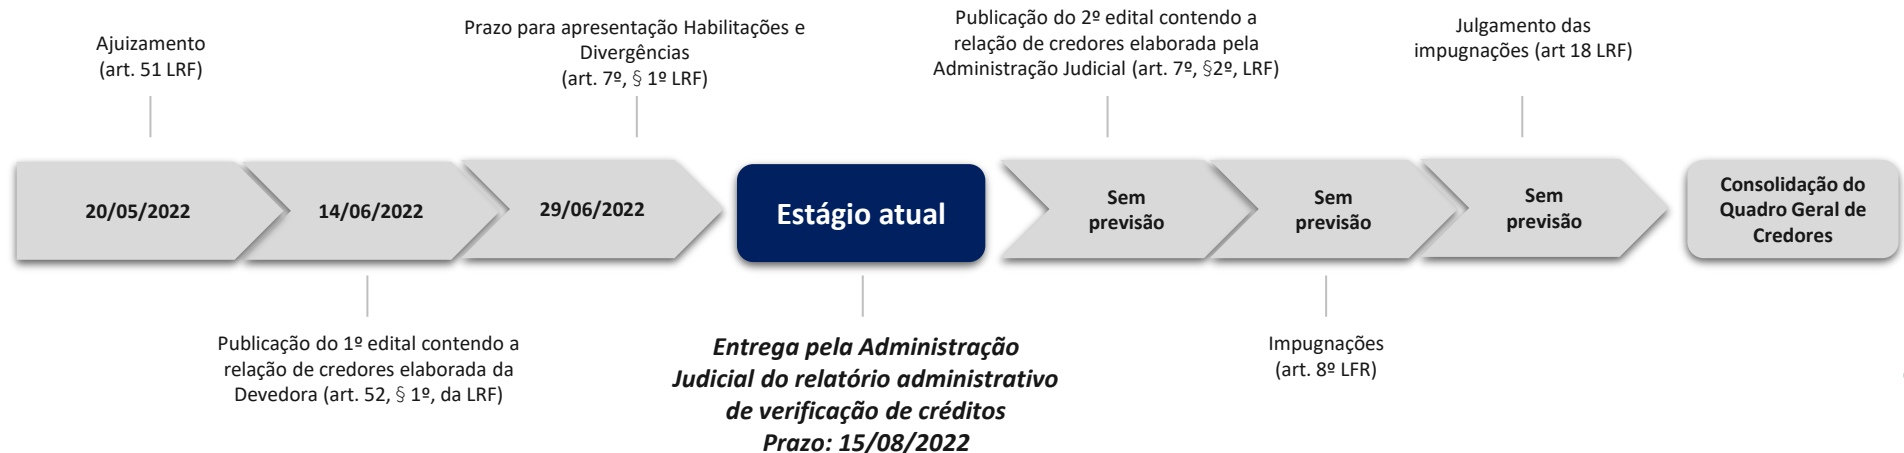 Ajuizamento
(art. 51 LRF)
Prazo para apresentação Habilitações e
Divergências
(art. 7º, § 1º LRF)
Publicação do 2º edital contendo a
relação de credores elaborada pela
Administração Judicial (art. 7º, §2º, LRF)
Julgamento das
impugnações (art 18 LRF)
20/05/2022
14/06/2022
29/06/2022
Estágio atual
Sem
previsão
Sem
previsão
Sem
previsão
Consolidação do
Quadro Geral de
Credores
Publicação do 1º edital contendo a
relação de credores elaborada da
Devedora (art. 52, § 1º, da LRF)
Entrega pela Administração
Judicial do relatório administrativo
de verificação de créditos
Prazo: 15/08/2022
Impugnações
(art. 8º LFR)